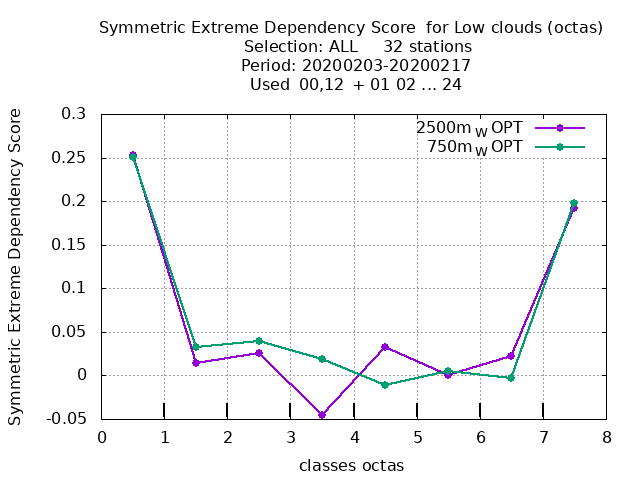 Symmetric Extreme Dependency Score  for Low clouds (octas)
Selection: ALL     32 stations
Period: 20200203-20200217
Used  00,12  + 01 02 ... 24
Symmetric Extreme Dependency Score
0.3
0.25
0.2
0.15
0.1
0.05
0
-0.05
2500m W OPT
750m W OPT
0 1 2 3 4 5 6 7 8
classes octas